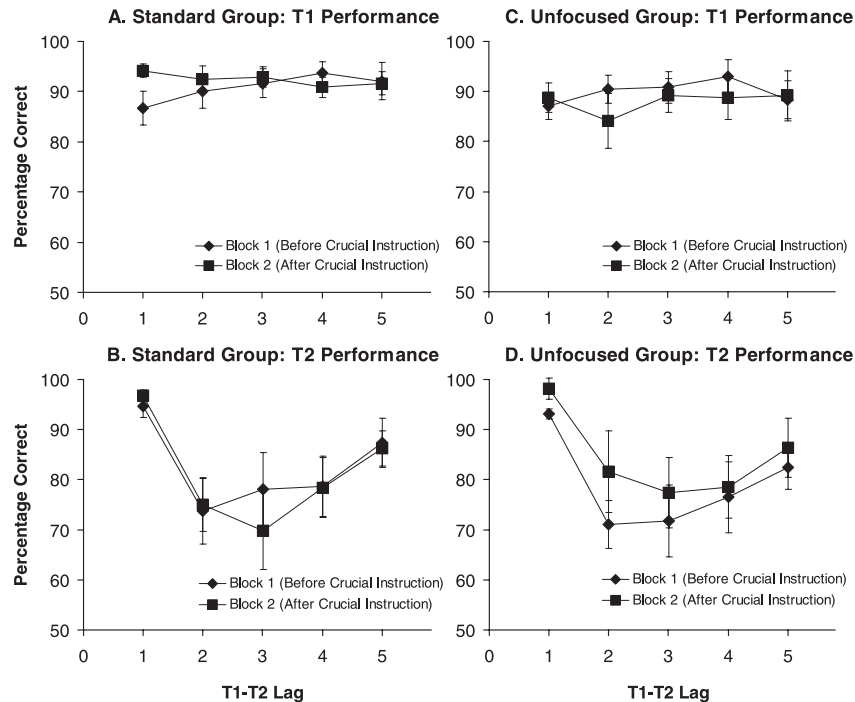 A. Standard Group: T1 Performance
Percentage Correct
100
90
80
70
60
50
0 1 2 3 4 5
Block 1 (Before Crucial Instruction)
Block 2 (After Crucial Instruction)
C. Unfocused Group: T1 Performance
100
90
80
70
60
50
0 1 2 3 4 5
Block 1 (Before Crucial Instruction)
Block 2 (After Crucial Instruction)
B. Standard Group: T2 Performance
Percentage Correct
100
90
80
70
60
50
0 1 2 3 4 5
Block 1 (Before Crucial Instruction)
Block 2 (After Crucial Instruction)
T1-T2 Lag
D. Unfocused Group: T2 Performance
100
90
80
70
60
50
0 1 2 3 4 5
Block 1 (Before Crucial Instruction)
Block 2 (After Crucial Instruction)
T1-T2 Lag